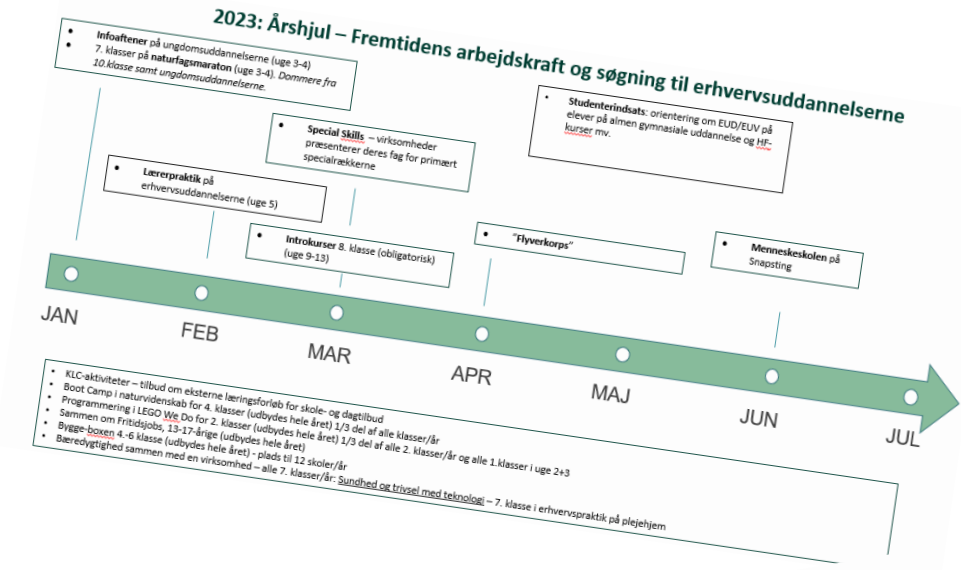 2023: Årshjul – Fremtidens arbejdskraft og søgning til erhvervsuddannelserne
• Infoaftener på ungdomsuddannelserne (uge 3-4)
• 7. klasser på naturfagsmaraton (uge 3-4). Dommere fra
10.klasse samt ungdomsuddannelserne.
• Studenterindsats: orientering om EUD/EUV på
elever på almen gymnasiale uddannelse og HF-
kurser mv.
• Special Skills – virksomheder
præsenterer deres fag for primært
specialrækkerne
• Lærerpraktik på
erhvervsuddannelserne (uge 5)
• Introkurser 8. klasse (obligatorisk)
(uge 9-13)
• "Flyverkorps"
• Menneskeskolen på
Snapsting
JAN
FEB
MAR
APR
MAJ
JUN
JUL
• KLC-aktiviteter – tilbud om eksterne læringsforløb for skole- og dagtilbud
• Boot Camp i naturvidenskab for 4. klasser (udbydes hele året) 1/3 del af alle klasser/år
• Programmering i LEGO We Do for 2. klasser (udbydes hele året) 1/3 del af alle 2. klasser/år og alle 1.klasser i uge 2+3
• Sammen om Fritidsjobs, 13-17-årige (udbydes hele året)
• Bygge-boxen 4.-6 klasse (udbydes hele året) - plads til 12 skoler/år
• Bæredygtighed sammen med en virksomhed – alle 7. klasser/år: Sundhed og trivsel med teknologi – 7. klasse i erhvervspraktik på plejehjem